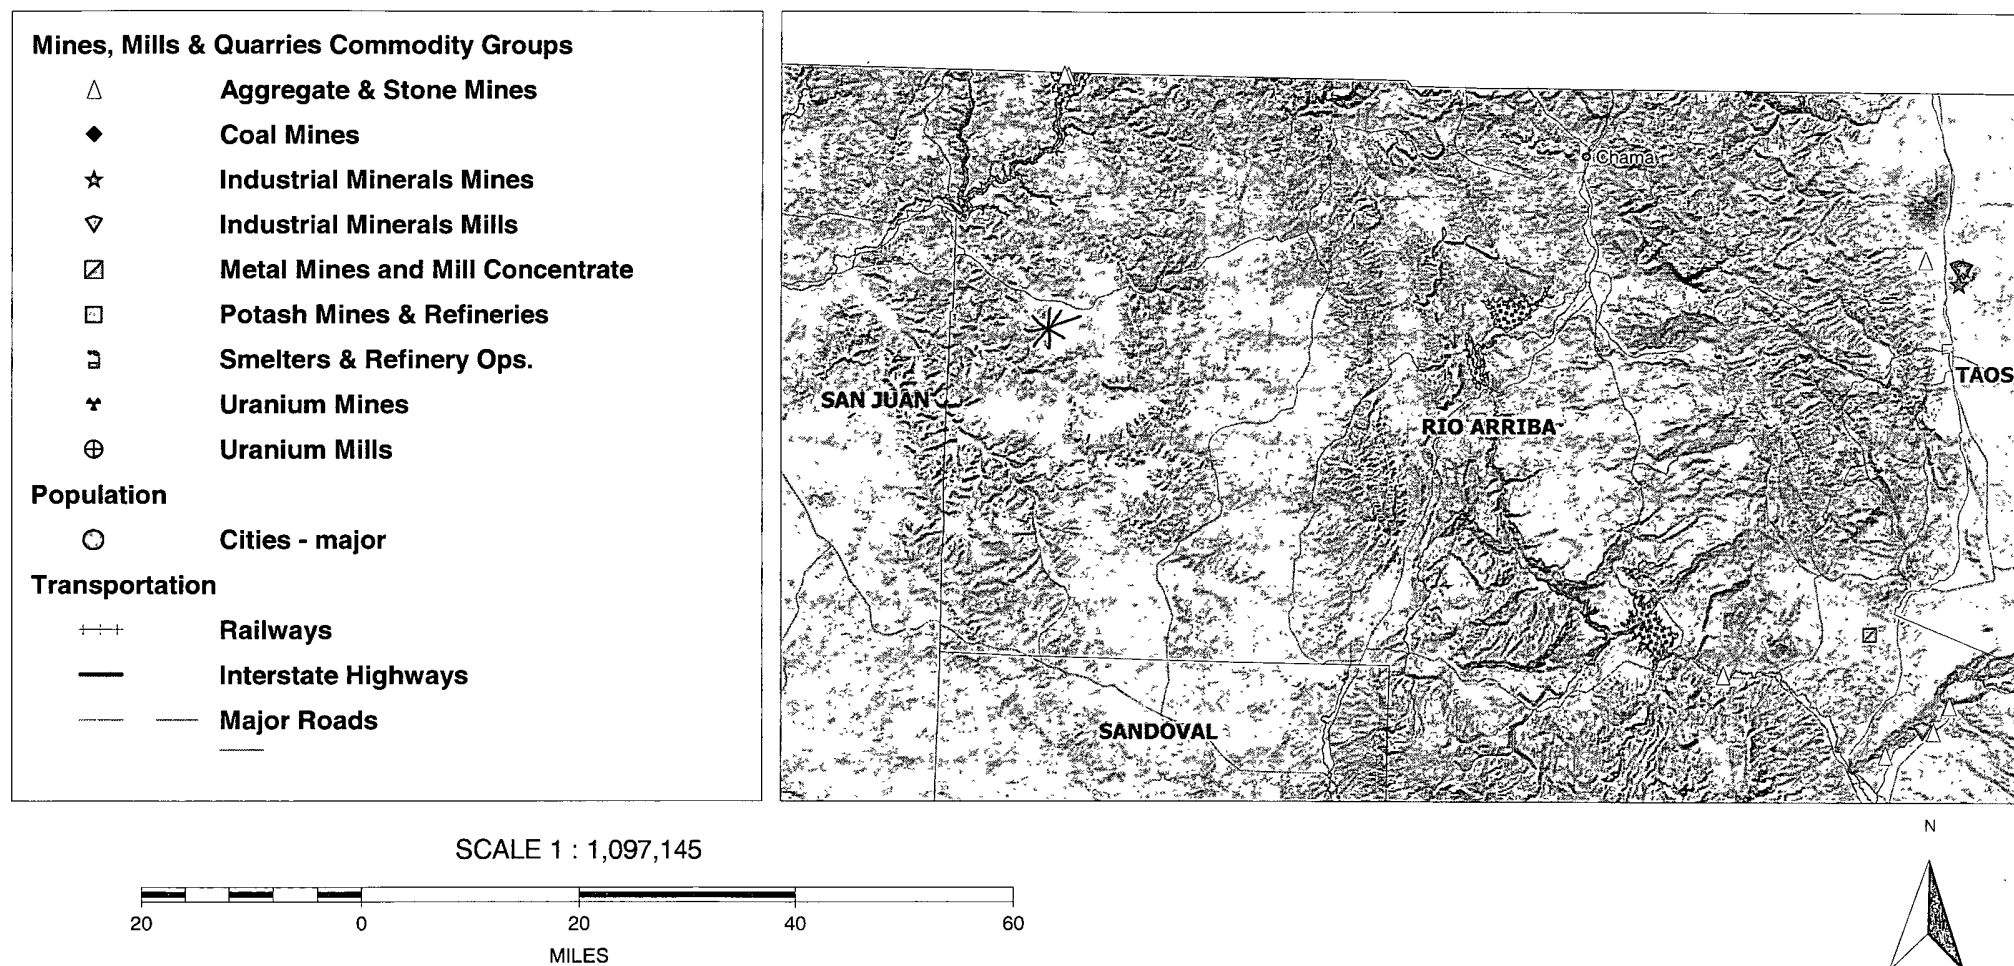 Mines, Mills & Quarries Commodity Groups
Aggregate & Stone Mines
Coal Mines
Industrial Minerals Mines
Industrial Minerals Mills
Metal Mines and Mill Concentrate
Potash Mines & Refineries
Smelters & Refinery Ops.
Uranium Mines
Uranium Mills
Population
Cities - major
Transportation
Railways
Interstate Highways
Major Roads
Chama
TAOS
SAN JUAN
RIO ARRIBA
SANDOVAL
SCALE 1 : 1,097,145
20 0 20 40 60
MILES
N